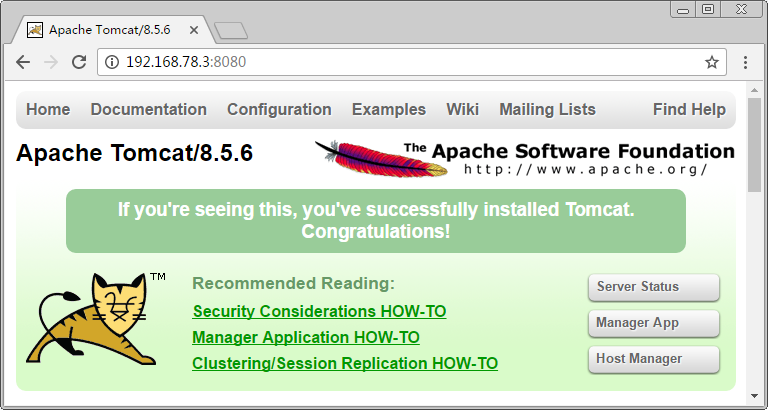 Apache Tomcat/8.5.6
192.168.78.3:8080
Home Documentation Configuration Examples Wiki Mailing Lists Find Help
Apache Tomcat/8.5.6
The Apache Software Foundation
http://www.apache.org/
If you're seeing this, you've successfully installed Tomcat.
Congratulations!
TM
Recommended Reading:
Security Considerations HOW-TO
Manager Application HOW-TO
Clustering/Session Replication HOW-TO
Server Status
Manager App
Host Manager